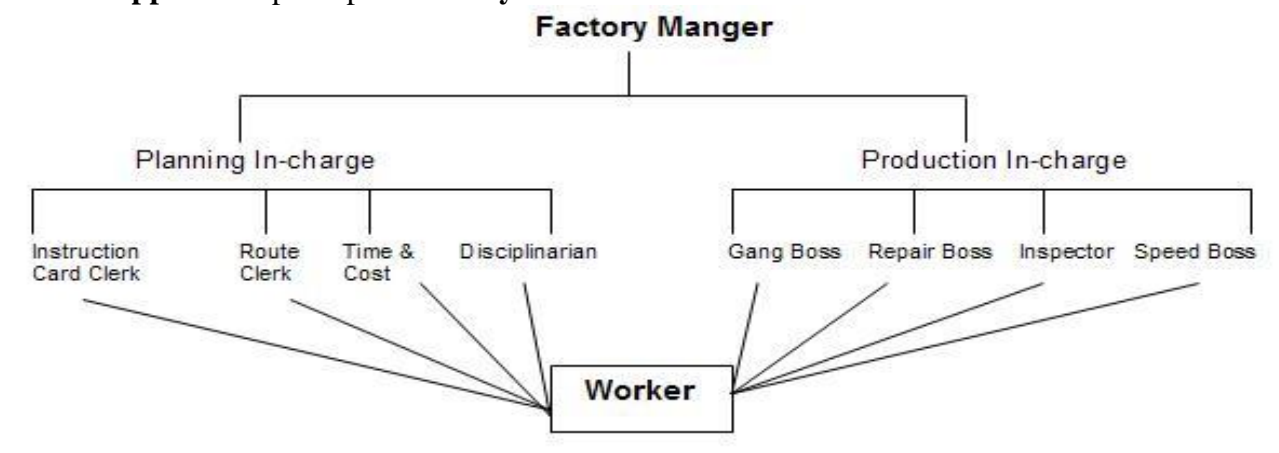 Factory Manger
Planning In-charge
Production In-charge
Instruction
Card Clerk
Route
Clerk
Time &
Cost
Disciplinarian
Gang Boss
Repair Boss
Inspector
Speed Boss
Worker